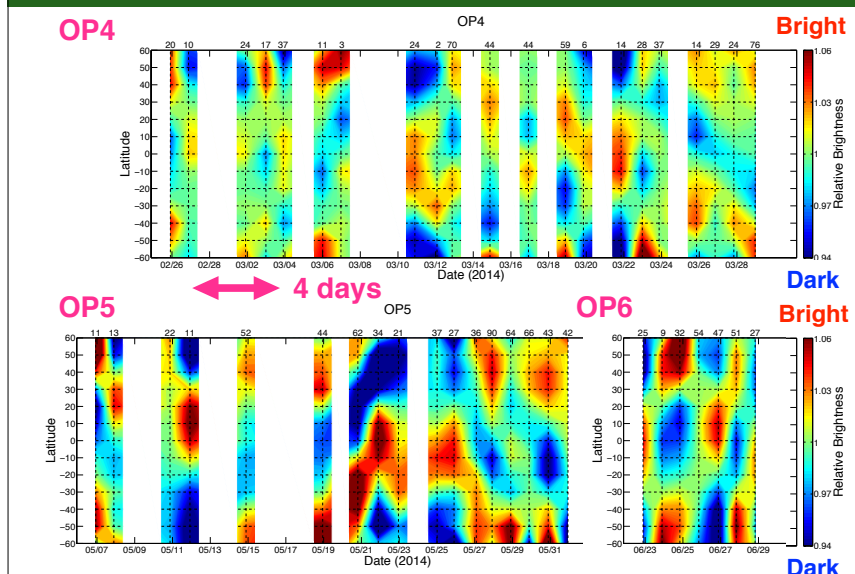 OP4
OP4
Bright
20 10 24 17 37 11 3 24 2 70 44 44 59 6 14 28 37 14 29 24 76
60
50
40
30
20
10
0
−10
−20
−30
−40
−50
−60
Latitude
02/26 02/28 03/02 03/04 03/06 03/08 03/10 03/12 03/14 03/16 03/18 03/20 03/22 03/24 03/26 03/28
Date (2014)
1.06
1.03
1
0.97
0.94
Relative Brightness
Dark
4 days
OP5
OP5
OP6
Bright
11 13 22 11 52 44 62 34 21 37 27 36 90 64 66 43 42
60
50
40
30
20
10
0
−10
−20
−30
−40
−50
−60
Latitude
05/07 05/09 05/11 05/13 05/15 05/17 05/19 05/21 05/23 05/25 05/27 05/29 05/31
Date (2014)
25 9 32 54 47 51 27
60
50
40
30
20
10
0
−10
−20
−30
−40
−50
−60
Latitude
06/23 06/25 06/27 06/29
1.06
1.03
1
0.97
0.94
Relative Brightness
Dark